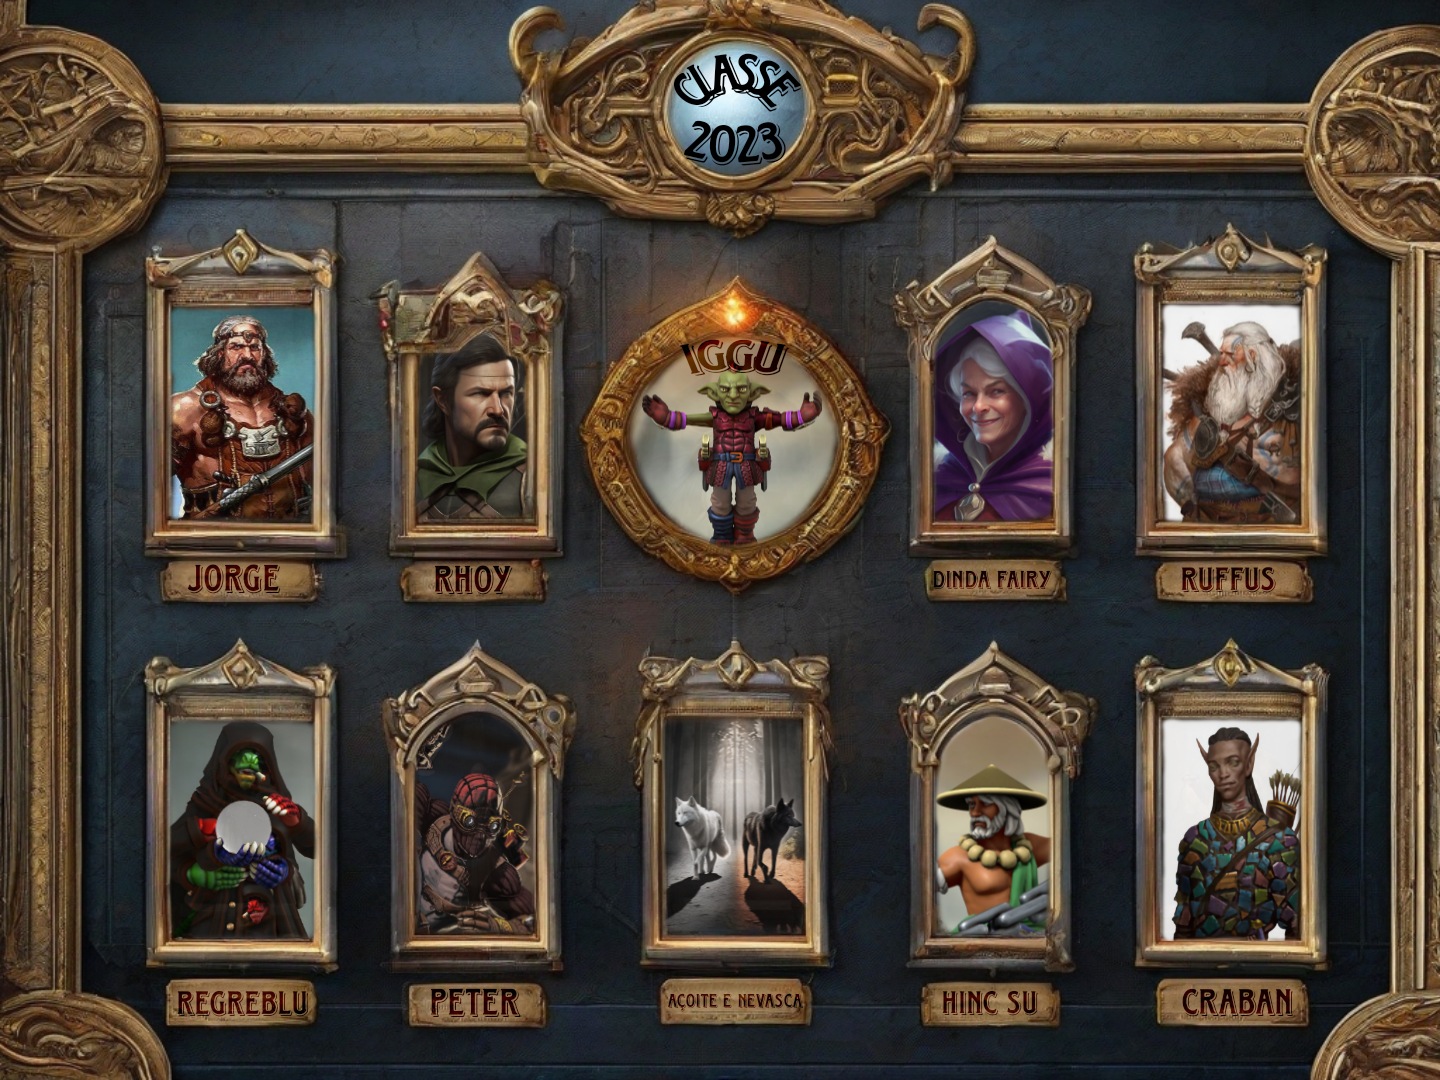 CLASSE
2023
IGGU
JORGE
RHOY
DINDA FAIRY
RUFFUS
REGREBLU
PETER
AÇOITE E NEVASCA
HINC SU
CRABAN